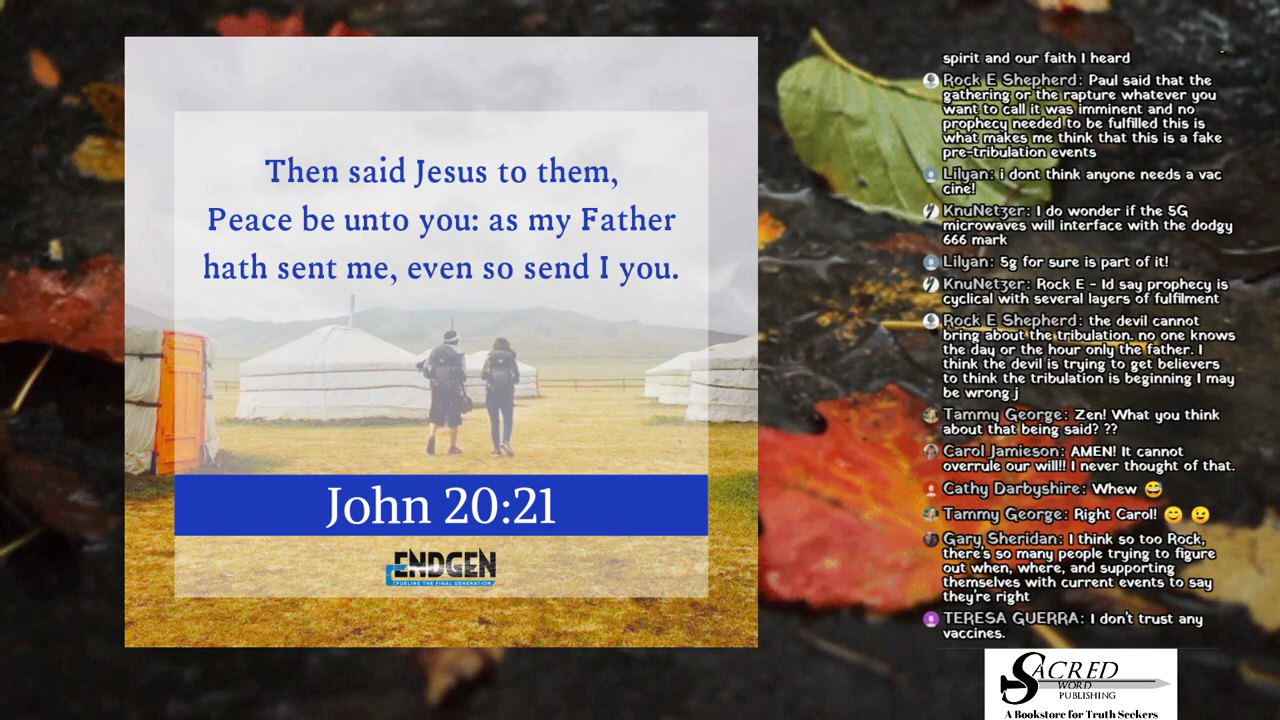 Then said Jesus to them,
Peace be unto you: as my Father
hath sent me, even so send I you.
John 20:21
ENDGEN
FUELING THE FINAL GENERATION
spirit and our faith I heard
Rock E Shepherd: Paul said that the
gathering or the rapture whatever you
want to call it was imminent and no
prophecy needed to be fulfilled this is
what makes me think that this is a fake
pre-tribulation events
Lilyan: i dont think anyone needs a vac
cine!
KnuNetzer: I do wonder if the 5G
microwaves will interface with the dodgy
666 mark
Lilyan: 5g for sure is part of it!
KnuNetzer: Rock E - Id say prophecy is
cyclical with several layers of fulfilment
Rock E Shepherd: the devil cannot
bring about the tribulation. no one knows
the day or the hour only the father. I
think the devil is trying to get believers
to think the tribulation is beginning I may
be wrong j
Tammy George: Zen! What you think
about that being said? ??
Carol Jamieson: AMEN! It cannot
overrule our will!! I never thought of that.
Cathy Darbyshire: Whew 😅
Tammy George: Right Carol! 😊 😉
Gary Sheridan: I think so too Rock,
there's so many people trying to figure
out when, where, and supporting
themselves with current events to say
they're right
TERESA GUERRA: I don't trust any
vaccines.
SACRED
WORD
PUBLISHING
A Bookstore for Truth Seekers